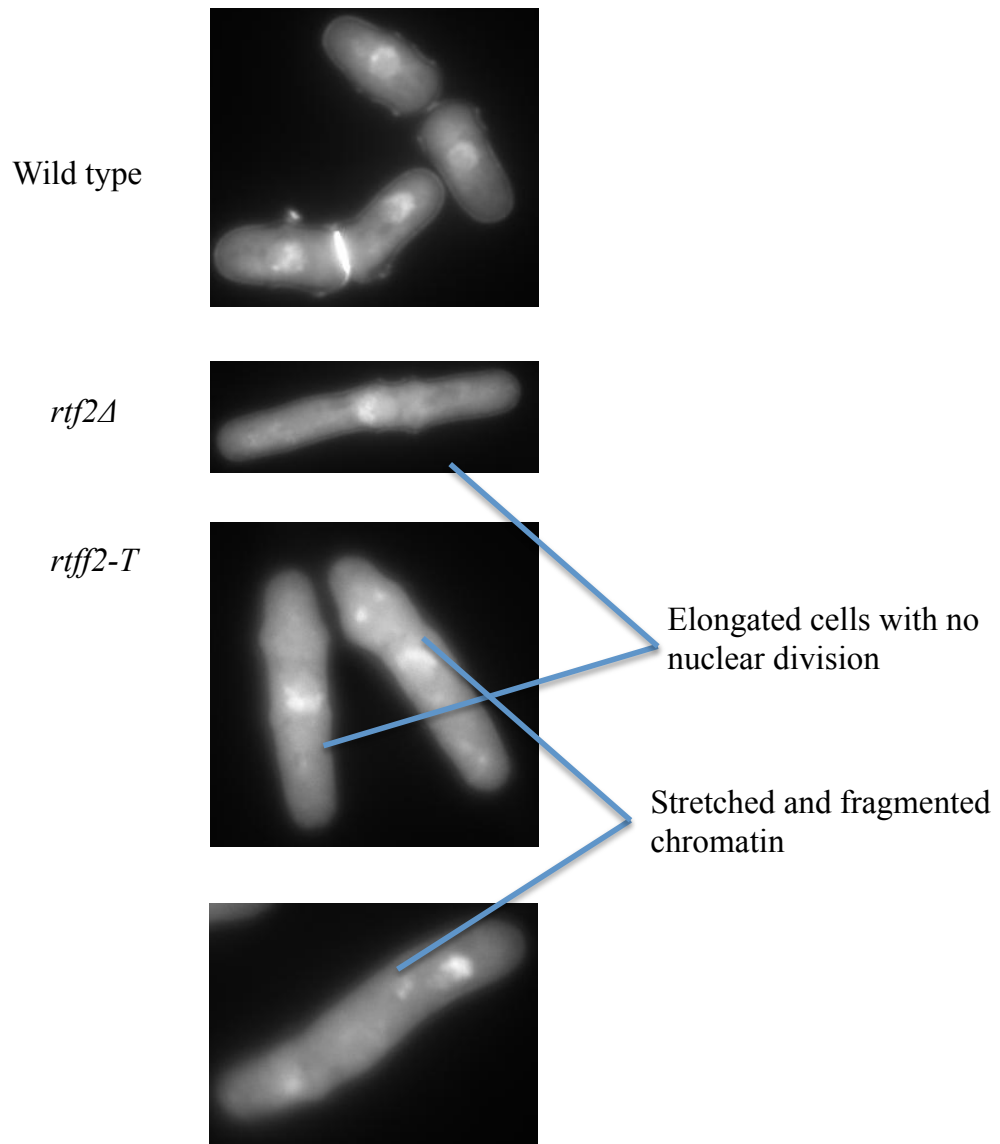 Wild type
rtf2Δ
rtff2-T
Elongated cells with no
nuclear division
Stretched and fragmented
chromatin